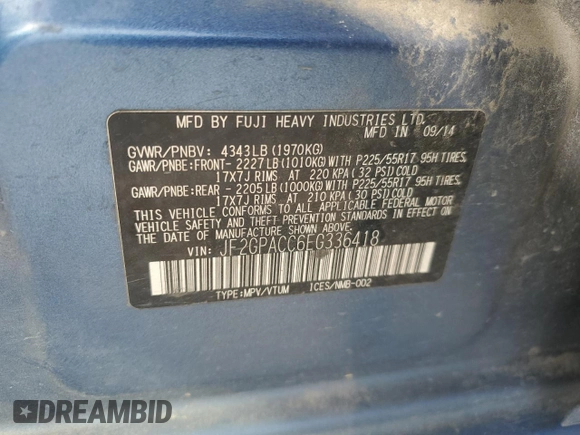 MFD BY FUJI HEAVY INDUSTRIES LTD.
MFD IN 09/14
GVWR/PNBV: 4343LB(1970KG)
GAWR/PNBE:FRONT- 2227LB(1010KG)WITH P225/55R17 95H TIRES,
17X7J RIMS AT 220 KPA(32 PSI)COLD
GAWR/PNBE:REAR - 2205LB(1000KG)WITH P225/55R17 95H TIRES,
17X7J RIMS AT 210 KPA(30 PSI)COLD
THIS VEHICLE CONFORMS TO ALL APPLICABLE FEDERAL MOTOR
VEHICLE SAFETY AND THEFT PREVENTION STANDARDS IN EFFECT
ON THE DATE OF MANUFACTURE SHOWN ABOVE.
VIN: JF2GPACC6FG336418
TYPE:MPV/VTUM ICES/NMB-002
DREAMBID